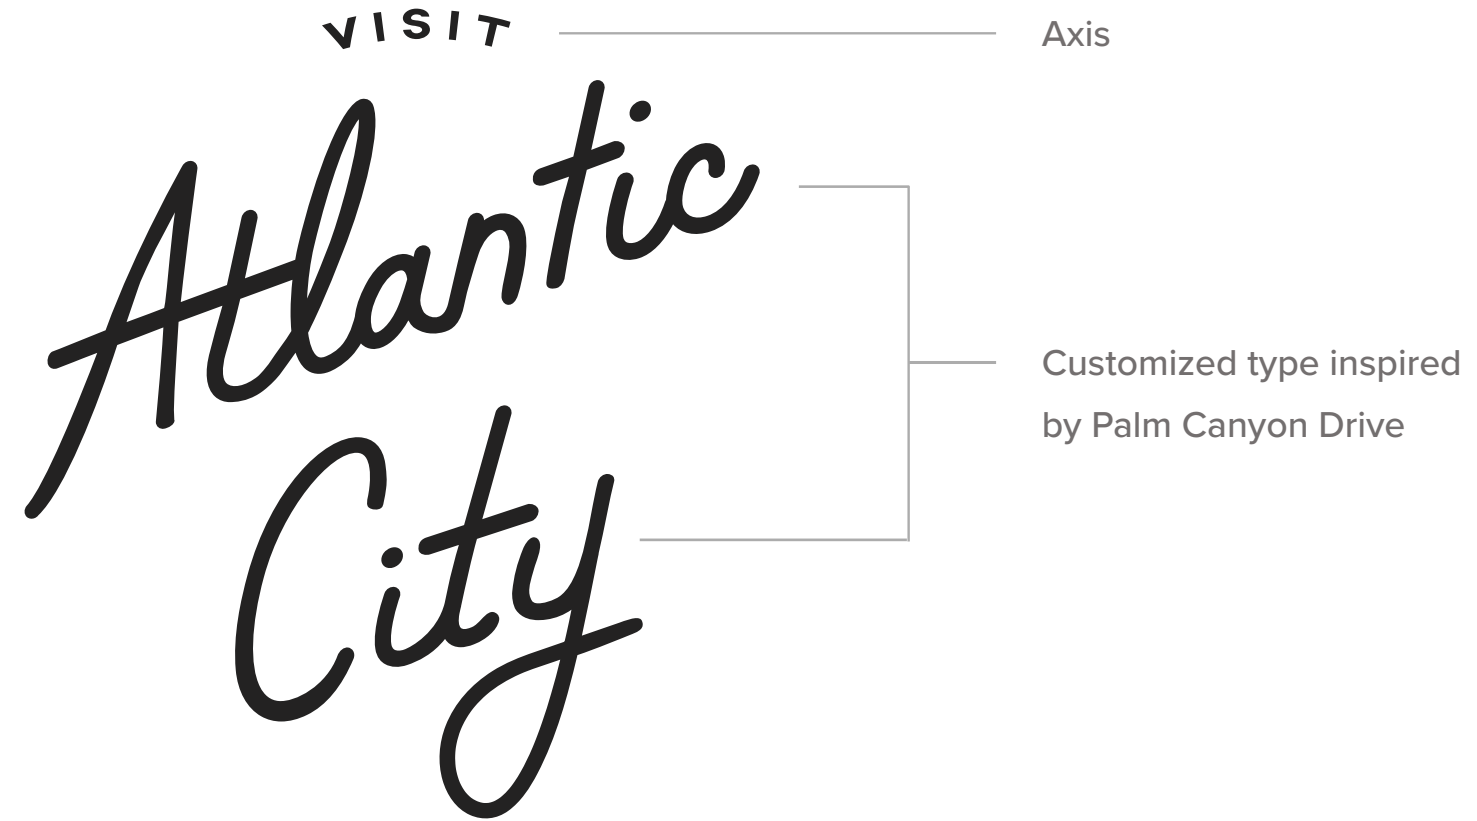 VISIT
Axis
Atlantic
City
Customized type inspired
by Palm Canyon Drive